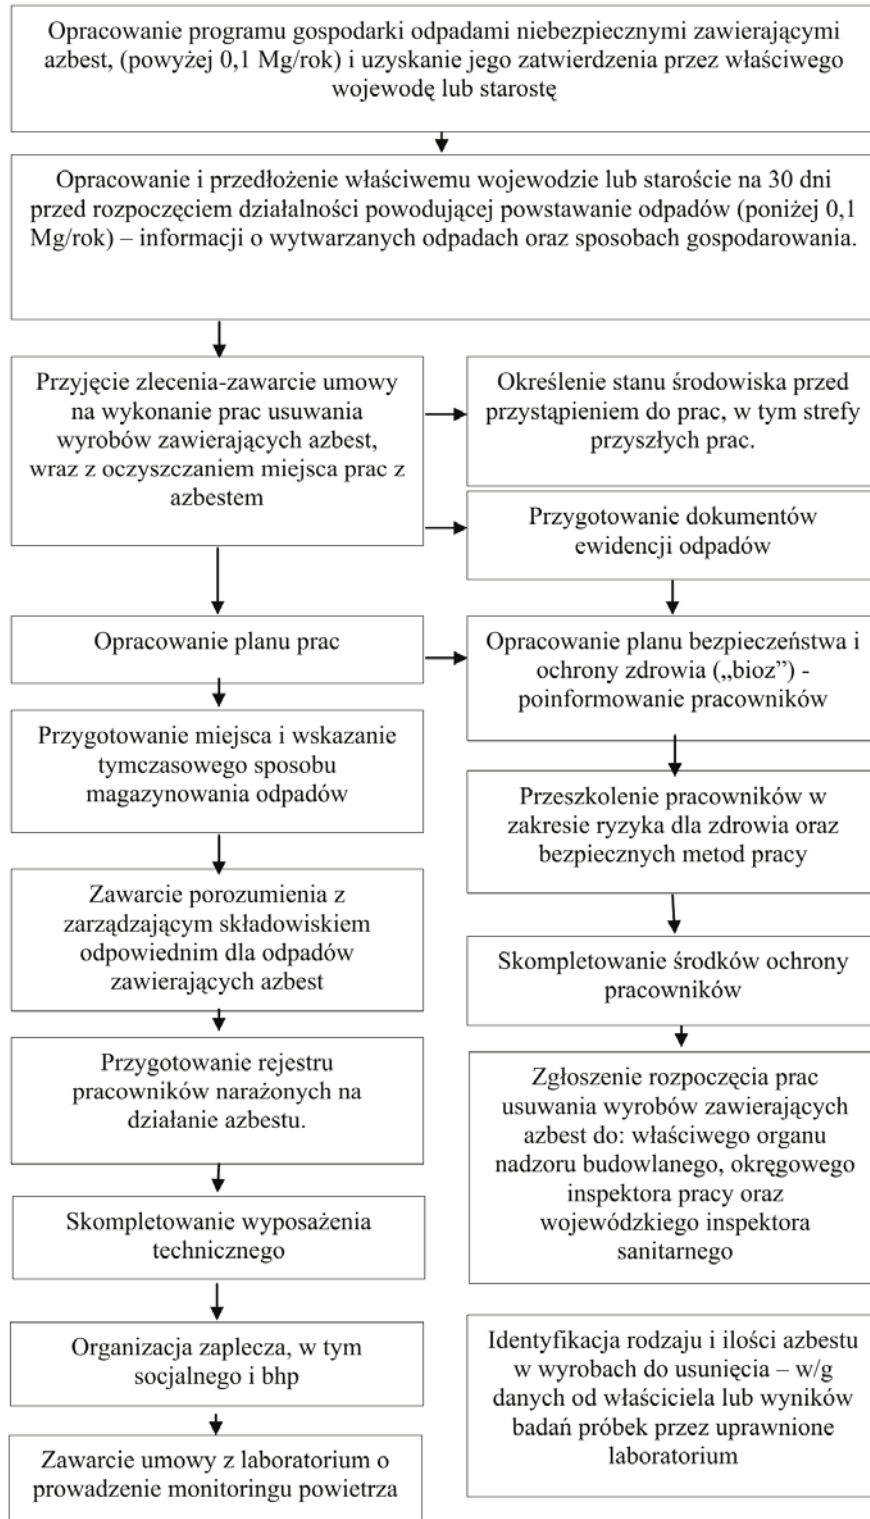 Opracowanie programu gospodarki odpadami niebezpiecznymi zawierającymi
azbest, (powyżej 0,1 Mg/rok) i uzyskanie jego zatwierdzenia przez właściwego
wojewodę lub starostę
Opracowanie i przedłożenie właściwemu wojewodzie lub staroście na 30 dni
przed rozpoczęciem działalności powodującej powstawanie odpadów (poniżej 0,1
Mg/rok) – informacji o wytwarzanych odpadach oraz sposobach gospodarowania.
Przyjęcie zlecenia-zawarcie umowy
na wykonanie prac usuwania
wyrobów zawierających azbest,
wraz z oczyszczaniem miejsca prac z
azbestem
Określenie stanu środowiska przed
przystąpieniem do prac, w tym strefy
przyszłych prac.
Przygotowanie dokumentów
ewidencji odpadów
Opracowanie planu prac
Opracowanie planu bezpieczeństwa i
ochrony zdrowia („bioz”) -
poinformowanie pracowników
Przygotowanie miejsca i wskazanie
tymczasowego sposobu
magazynowania odpadów
Przeszkolenie pracowników w
zakresie ryzyka dla zdrowia oraz
bezpiecznych metod pracy
Zawarcie porozumienia z
zarządzającym składowiskiem
odpowiednim dla odpadów
zawierających azbest
Skompletowanie środków ochrony
pracowników
Przygotowanie rejestru
pracowników narażonych na
działanie azbestu.
Zgłoszenie rozpoczęcia prac
usuwania wyrobów zawierających
azbest do: właściwego organu
nadzoru budowlanego, okręgowego
inspektora pracy oraz
wojewódzkiego inspektora
sanitarnego
Skompletowanie wyposażenia
technicznego
Organizacja zaplecza, w tym
socjalnego i bhp
Identyfikacja rodzaju i ilości azbestu
w wyrobach do usunięcia – w/g
danych od właściciela lub wyników
badań próbek przez uprawnione
laboratorium
Zawarcie umowy z laboratorium o
prowadzenie monitoringu powietrza